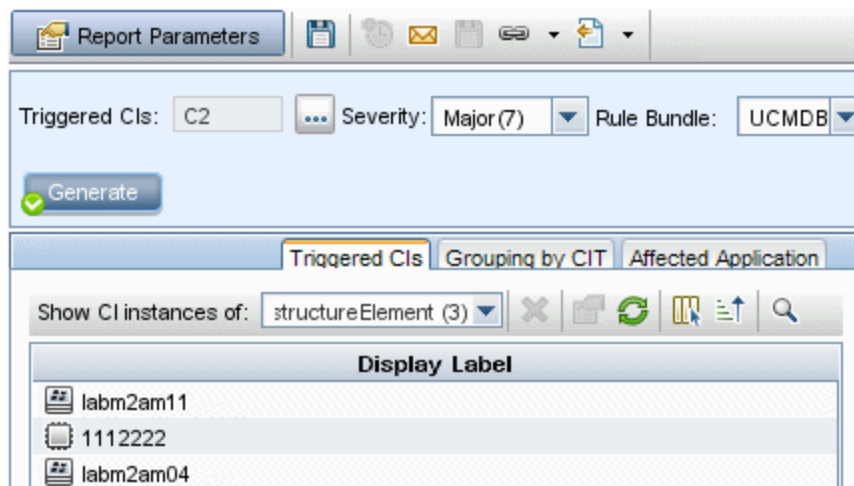 Report Parameters
Triggered CIs: C2 ... Severity: Major(7) Rule Bundle: UCMDB
Generate
Triggered CIs Grouping by CIT Affected Application
Show CI instances of: structureElement (3)
Display Label
labm2am11
1112222
labm2am04